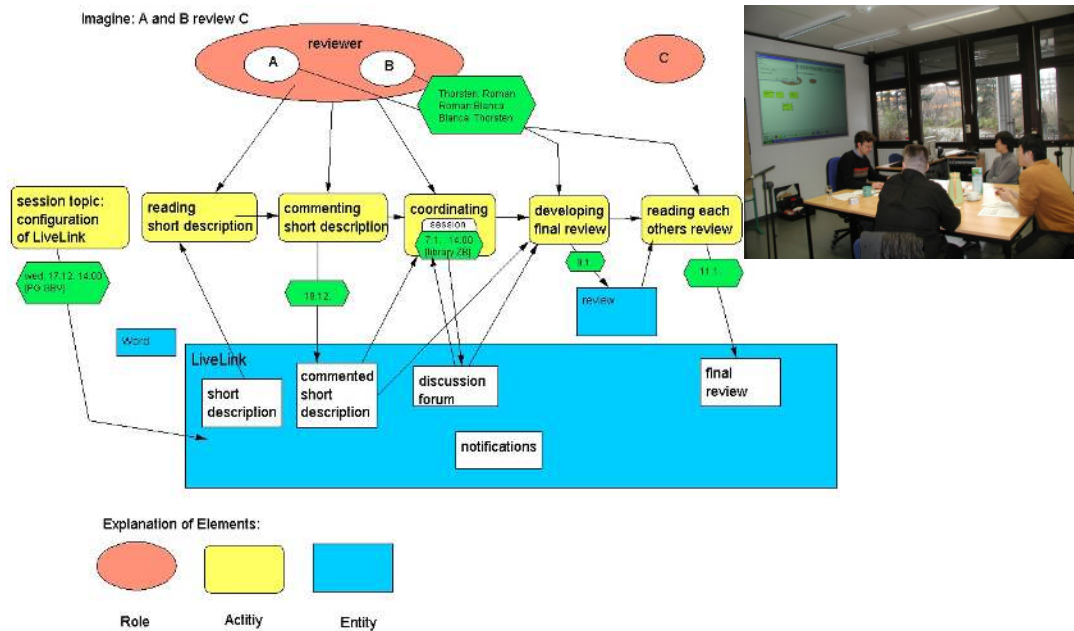 Imagine: A and B review C
reviewer
A
B
C
Thorsten: Roman
Roman:Bianca
Bianca: Thorsten
session topic:
configuration
of LiveLink
reading
short description
commenting
short description
coordinating
session
7.1. 14.00
[library ZB]
developing
final review
reading each
others review
wed. 17.12. 14:00
[PG-BBV]
18.12.
9.1.
11.1.
review
Word
LiveLink
short
description
commented
short
description
discussion
forum
final
review
notifications
Explanation of Elements:
Role
Actitiy
Entity